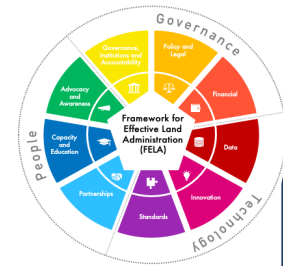 Governance
Governance,
Institutions and
Accountability
Policy and
Legal
Advocacy
and
Awareness
Financial
Framework for
Effective Land
Administration
(FELA)
People
Capacity
and
Education
Data
Partnerships
Innovation
Standards
Technology